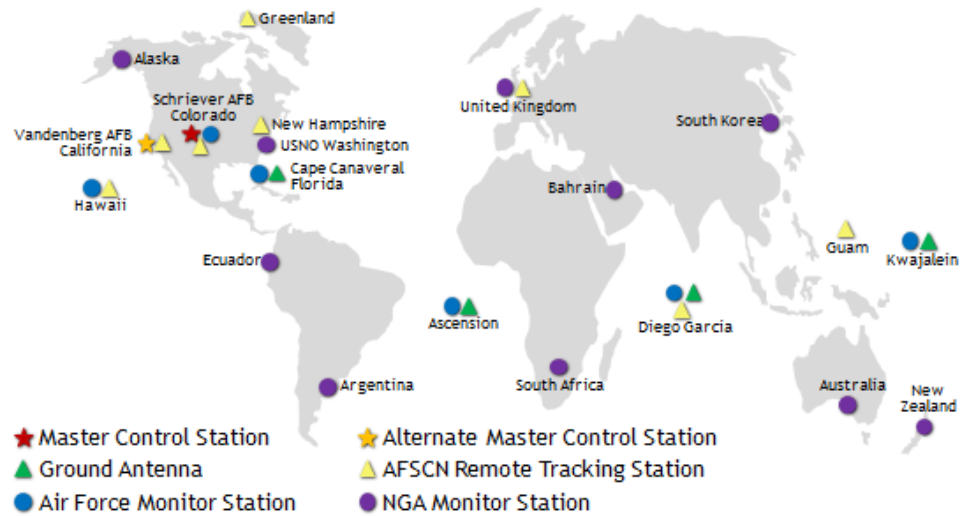 Greenland
Alaska
Schriever AFB
Colorado
United Kingdom
New Hampshire
South Korea
Vandenberg AFB
California
USNO Washington
Cape Canaveral
Florida
Bahrain
Hawaii
Guam
Ecuador
Kwajalein
Ascension
Diego Garcia
Argentina
South Africa
Australia
New
Zealand
Master Control Station
Alternate Master Control Station
Ground Antenna
AFSCN Remote Tracking Station
Air Force Monitor Station
NGA Monitor Station